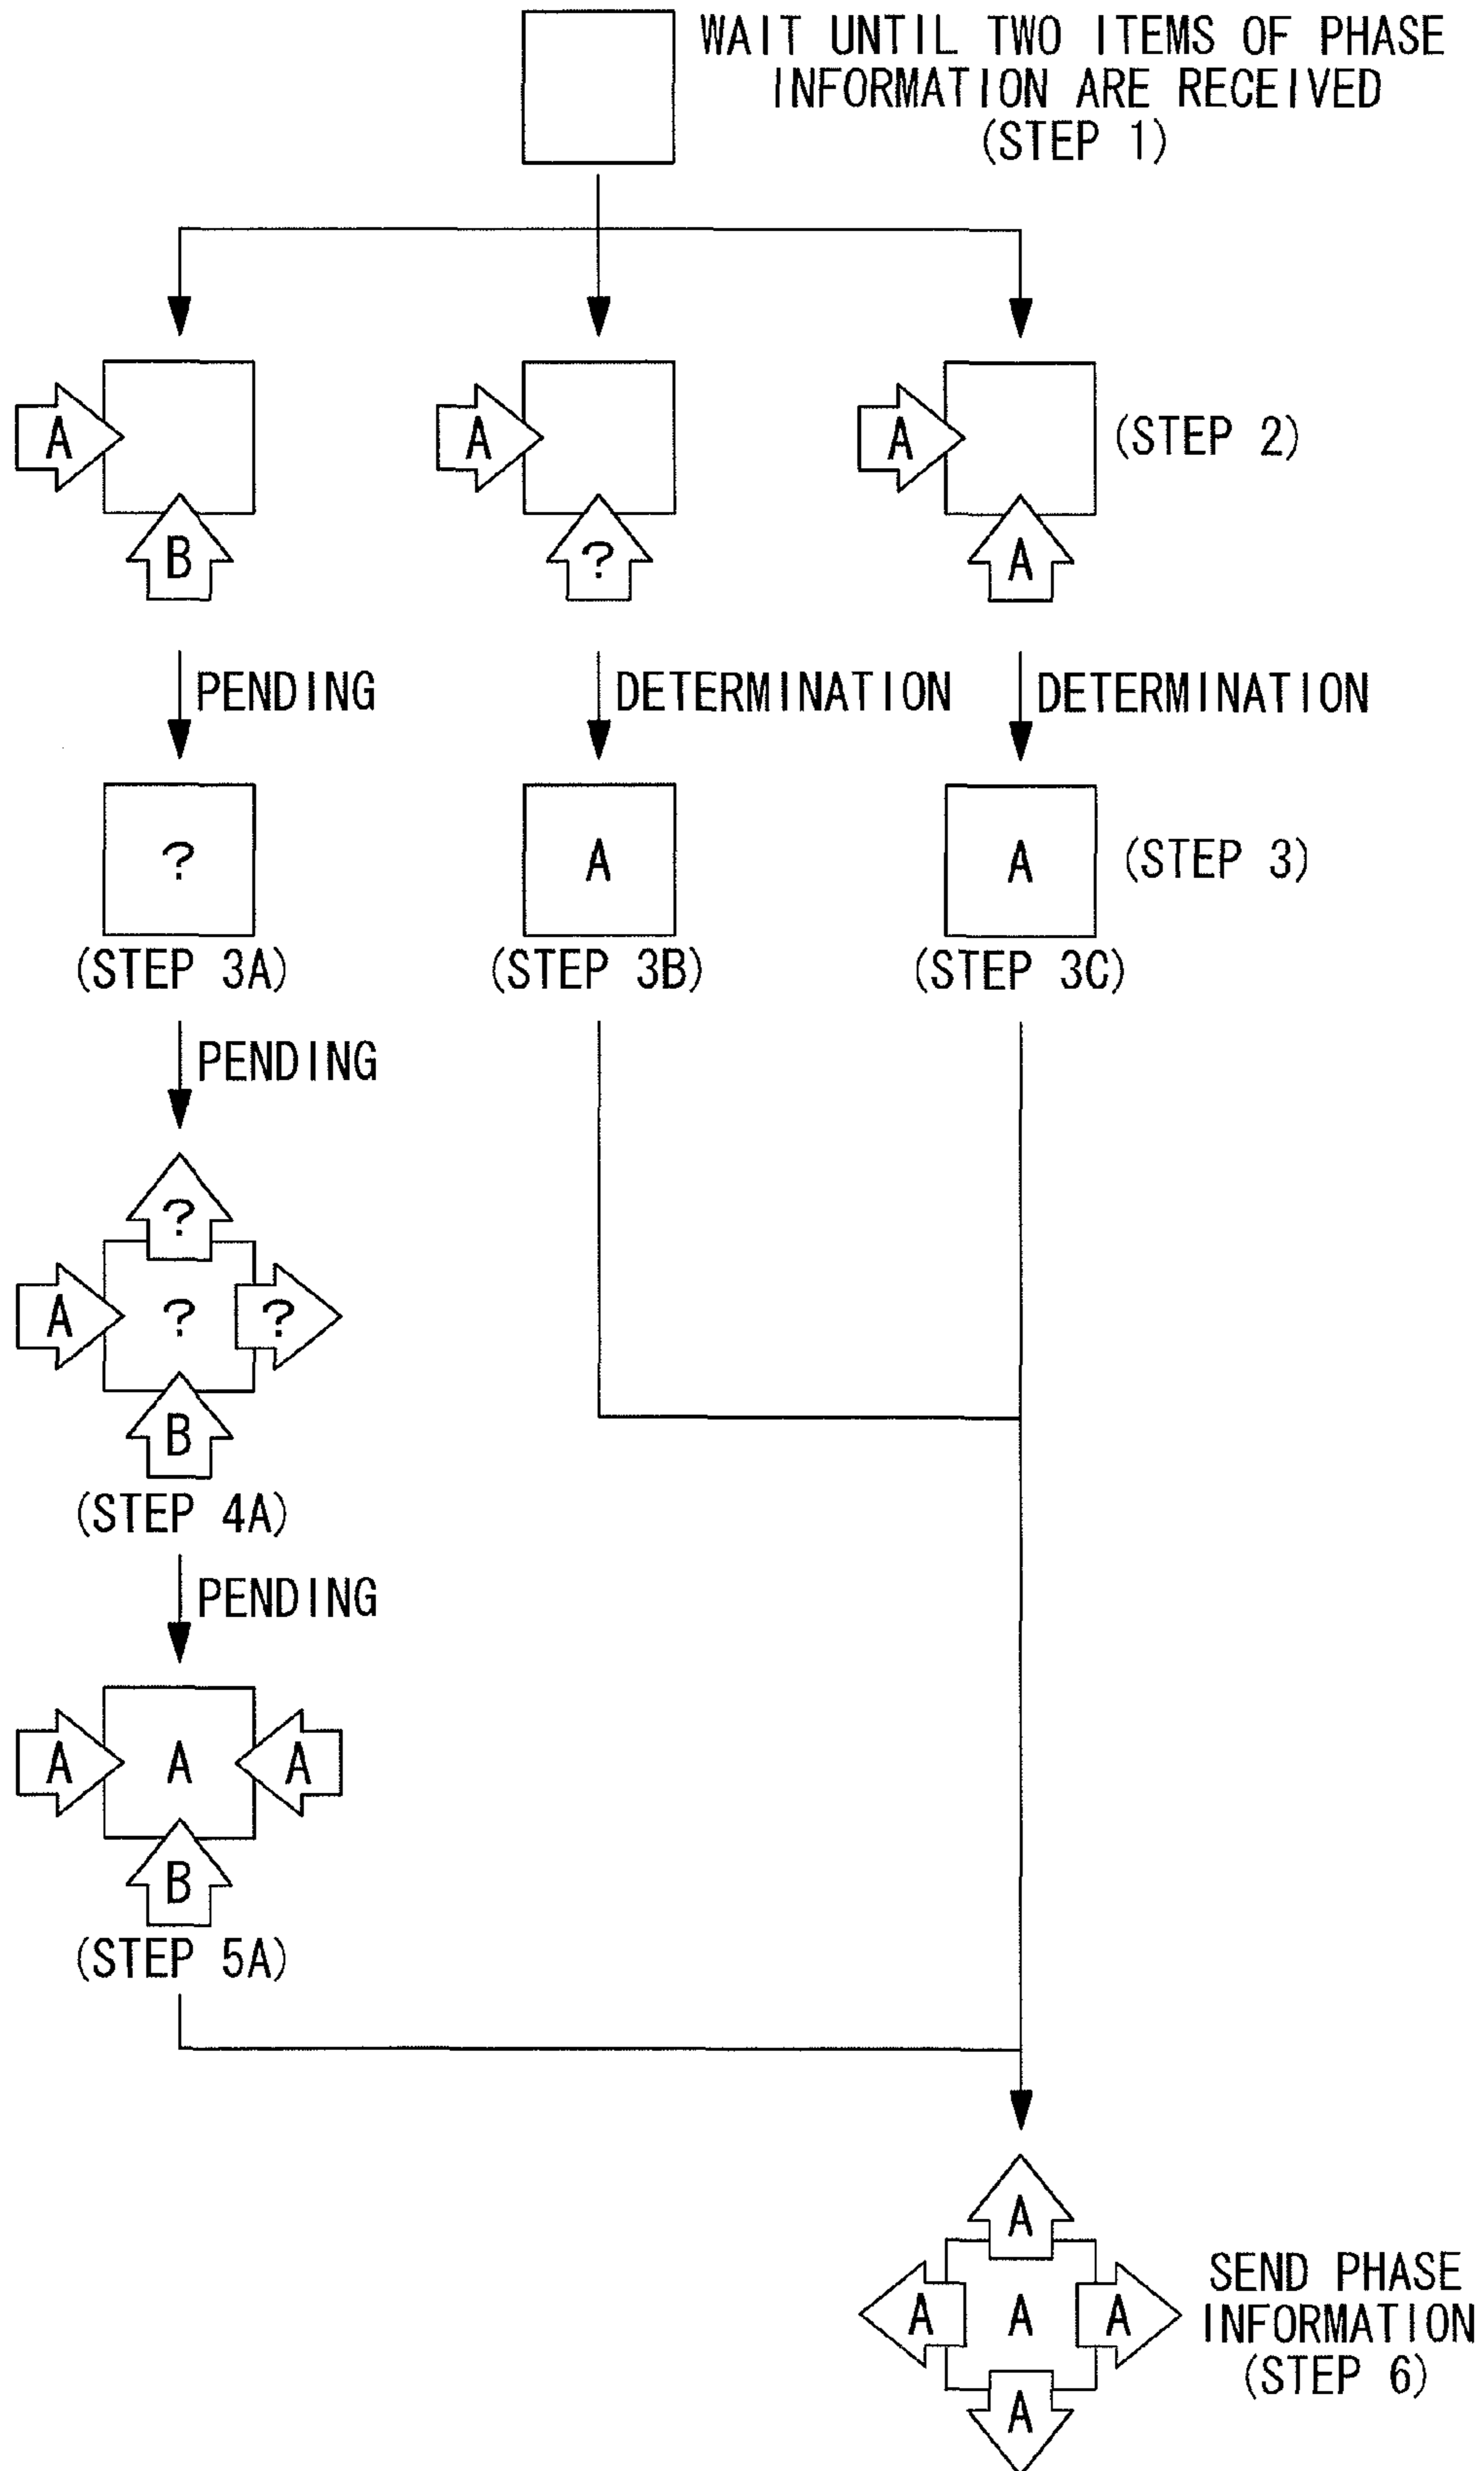 WAIT UNTIL TWO ITEMS OF PHASE
INFORMATION ARE RECEIVED
(STEP 1)
A
A
A
(STEP 2)
B
?
A
PENDING
DETERMINATION
DETERMINATION
?
A
A
(STEP 3)
(STEP 3A)
(STEP 3B)
(STEP 3C)
PENDING
?
A
?
?
B
(STEP 4A)
PENDING
A
A
A
B
(STEP 5A)
A
A
A
A
A
SEND PHASE
INFORMATION
(STEP 6)